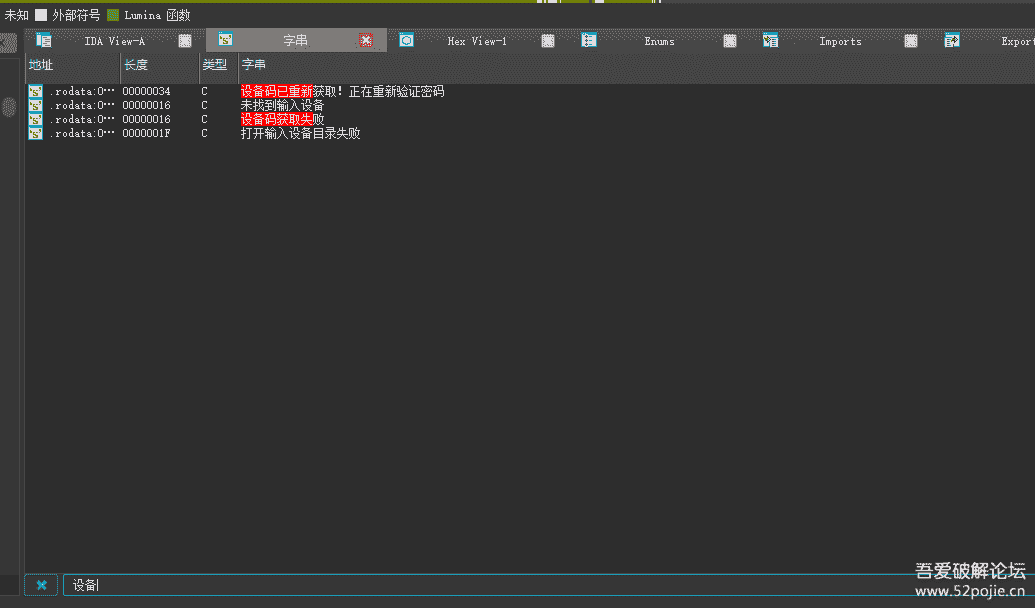 未知 外部符号 Lumina 函数
IDA View-A 字串 Hex View-1 Enums Imports Export
地址 长度 类型 字串
.rodata:0… 00000034 C 设备码已重新获取！正在重新验证密码
.rodata:0… 00000016 C 未找到输入设备
.rodata:0… 00000016 C 设备码获取失败
.rodata:0… 0000001F C 打开输入设备目录失败
设备
吾爱破解论坛
www.52pojie.cn